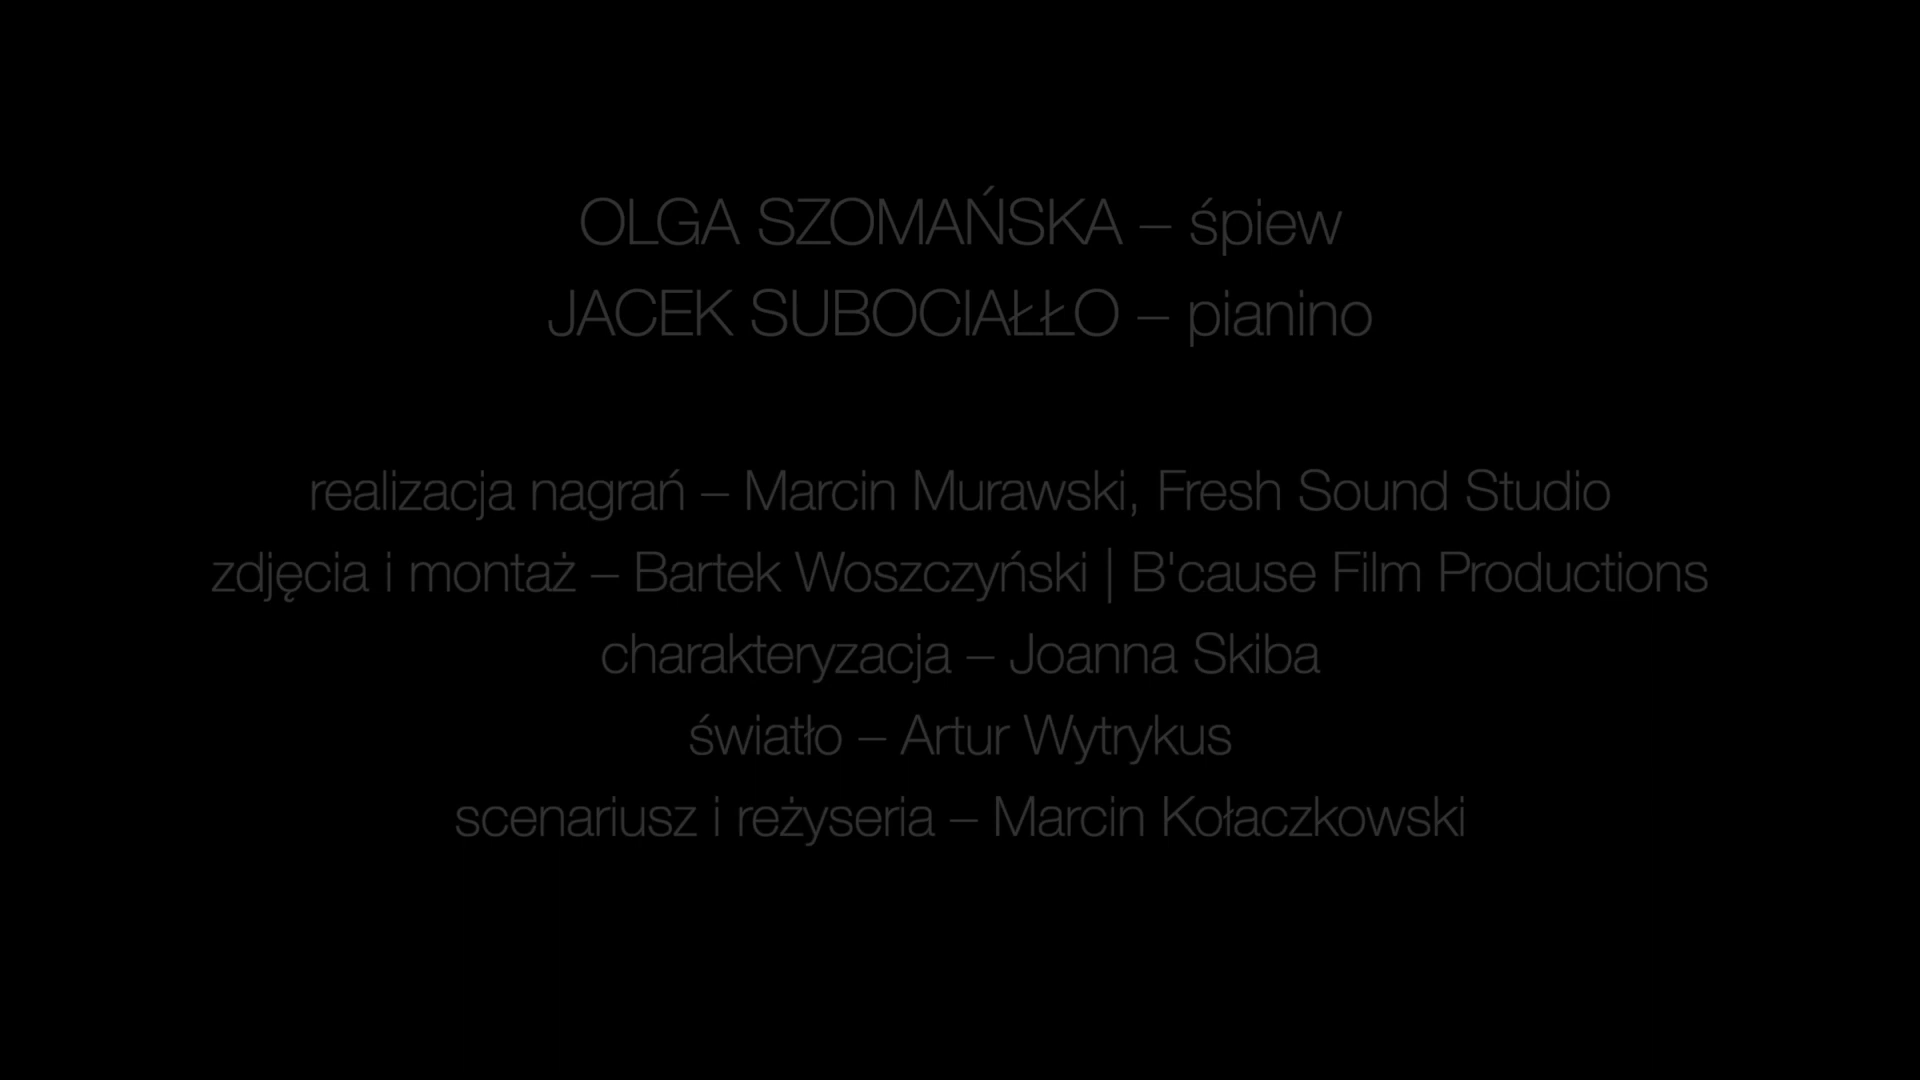 OLGA SZOMAŃSKA – śpiew
JACEK SUBOCIAŁŁO – pianino
realizacja nagrań – Marcin Murawski, Fresh Sound Studio
zdjęcia i montaż – Bartek Woszczyński | B'cause Film Productions
charakteryzacja – Joanna Skiba
światło – Artur Wytrykus
scenariusz i reżyseria – Marcin Kołaczkowski